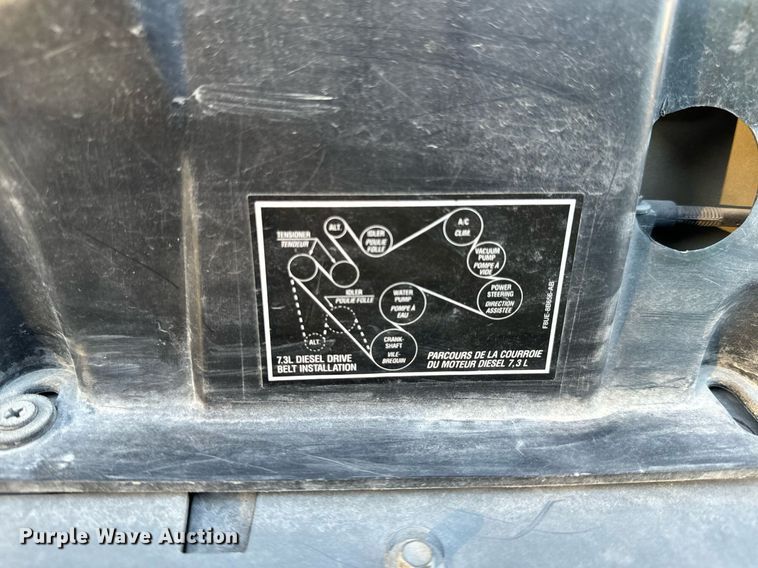 ALT.
IDLER
POULIE
FOLLE
A/C
CLIM.
TENSIONER
TENDEUR
VACUUM
PUMP
POMPE À
VIDE
IDLER
POULIE FOLLE
WATER
PUMP
POMPE À
EAU
POWER
STEERING
DIRECTION
ASSISTÉE
ALT.
CRANK-
SHAFT
VILE-
BREQUIN
7.3L DIESEL DRIVE
BELT INSTALLATION
PARCOURS DE LA COURROIE
DU MOTEUR DIESEL 7,3 L
Purple Wave Auction